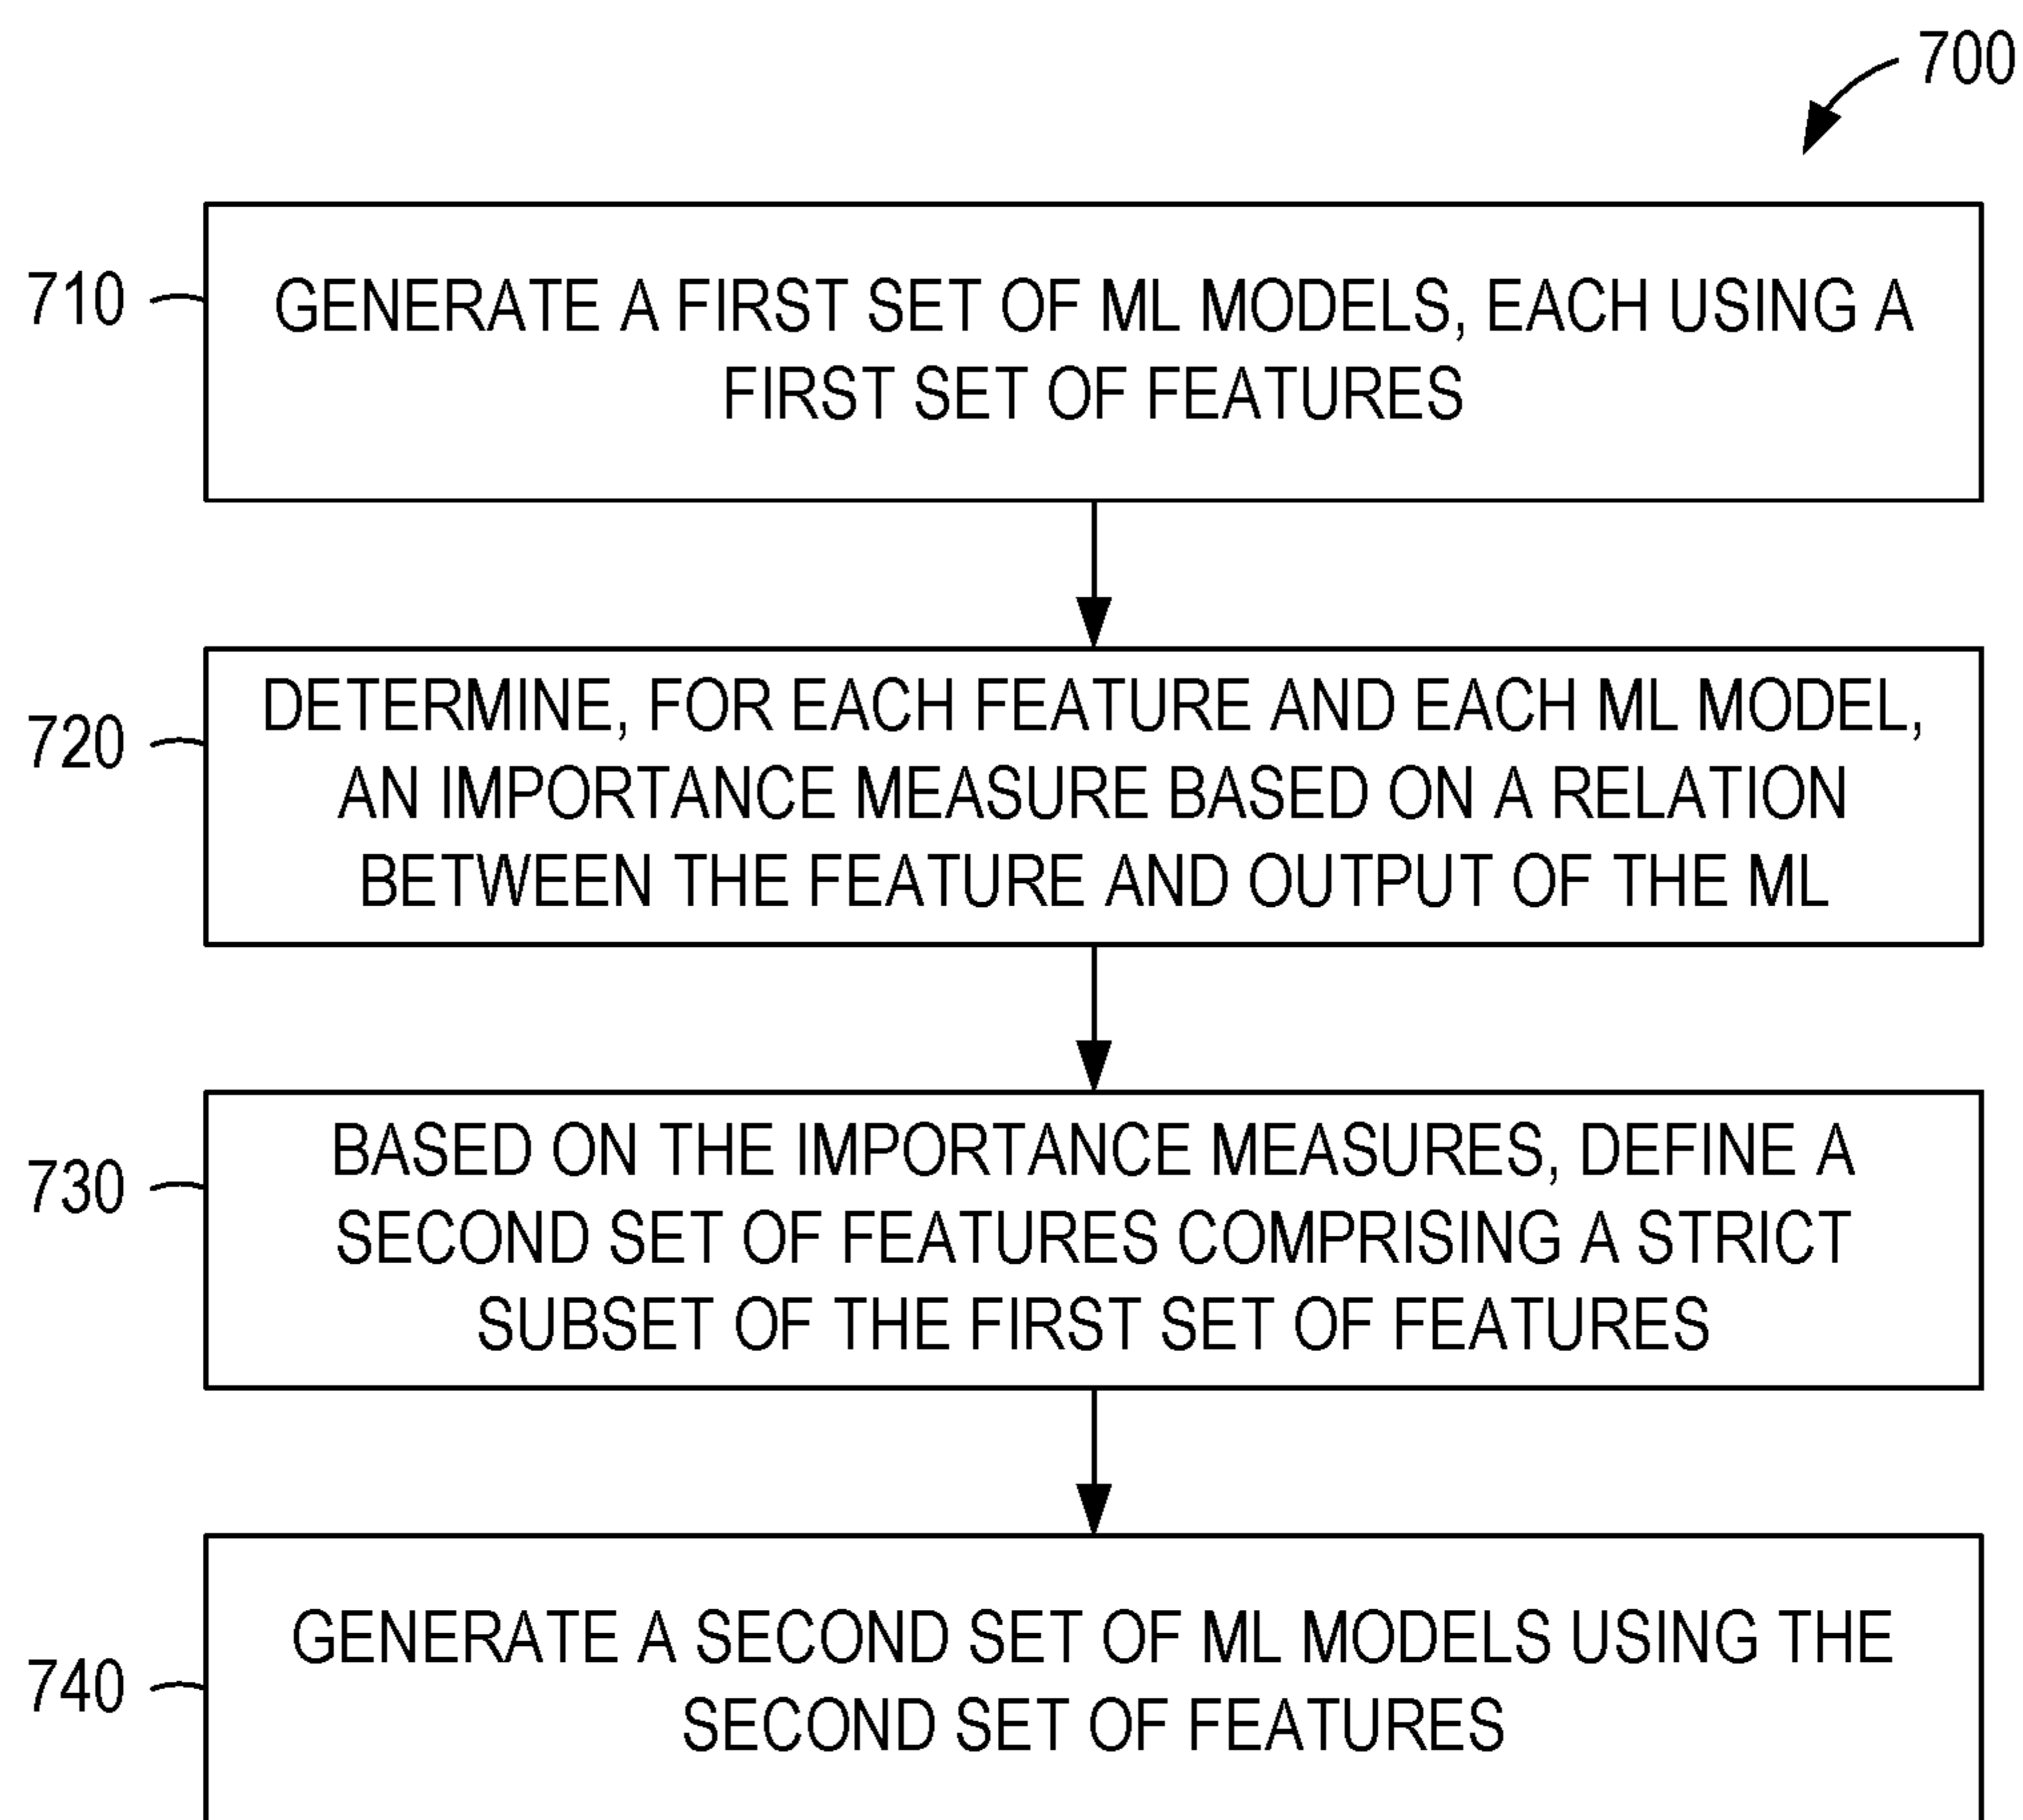 700
710
GENERATE A FIRST SET OF ML MODELS, EACH USING A
FIRST SET OF FEATURES
720
DETERMINE, FOR EACH FEATURE AND EACH ML MODEL,
AN IMPORTANCE MEASURE BASED ON A RELATION
BETWEEN THE FEATURE AND OUTPUT OF THE ML
730
BASED ON THE IMPORTANCE MEASURES, DEFINE A
SECOND SET OF FEATURES COMPRISING A STRICT
SUBSET OF THE FIRST SET OF FEATURES
740
GENERATE A SECOND SET OF ML MODELS USING THE
SECOND SET OF FEATURES